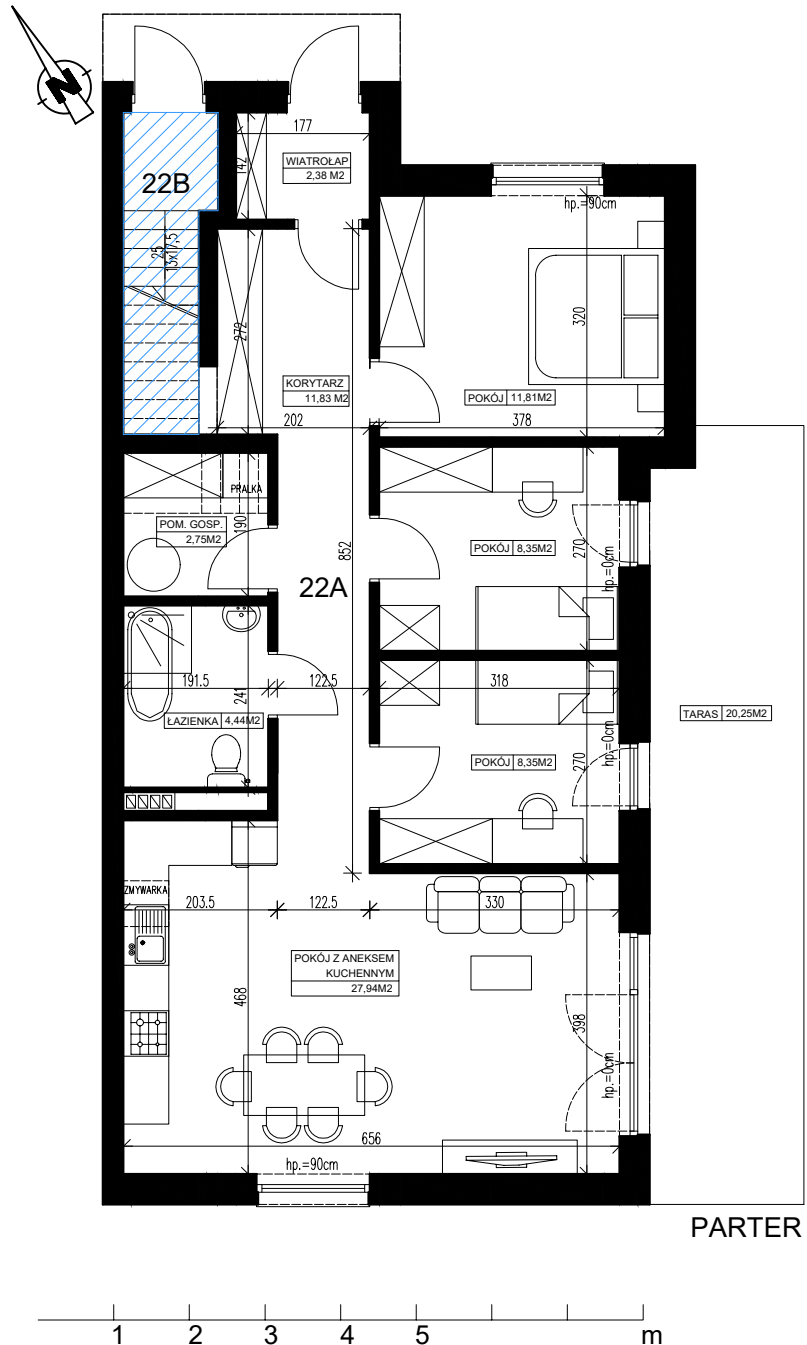 N
177
WIATROŁAP
2,38 M2
142
22B
hp.=90cm
25
13x17,5
272
320
KORYTARZ
11,83 M2
POKÓJ 11,81M2
202
378
PRALKA
POM. GOSP.
2,75M2
190
852
POKÓJ 8,35M2
270
hp.=0cm
22A
191.5
122.5
318
241
ŁAZIENKA 4,44M2
TARAS 20,25M2
hp.=0cm
POKÓJ 8,35M2
270
ZMYWARKA
203.5
122.5
330
POKÓJ Z ANEKSEM
KUCHENNYM
27,94M2
468
398
hp.=0cm
656
hp.=90cm
PARTER
1 2 3 4 5 m